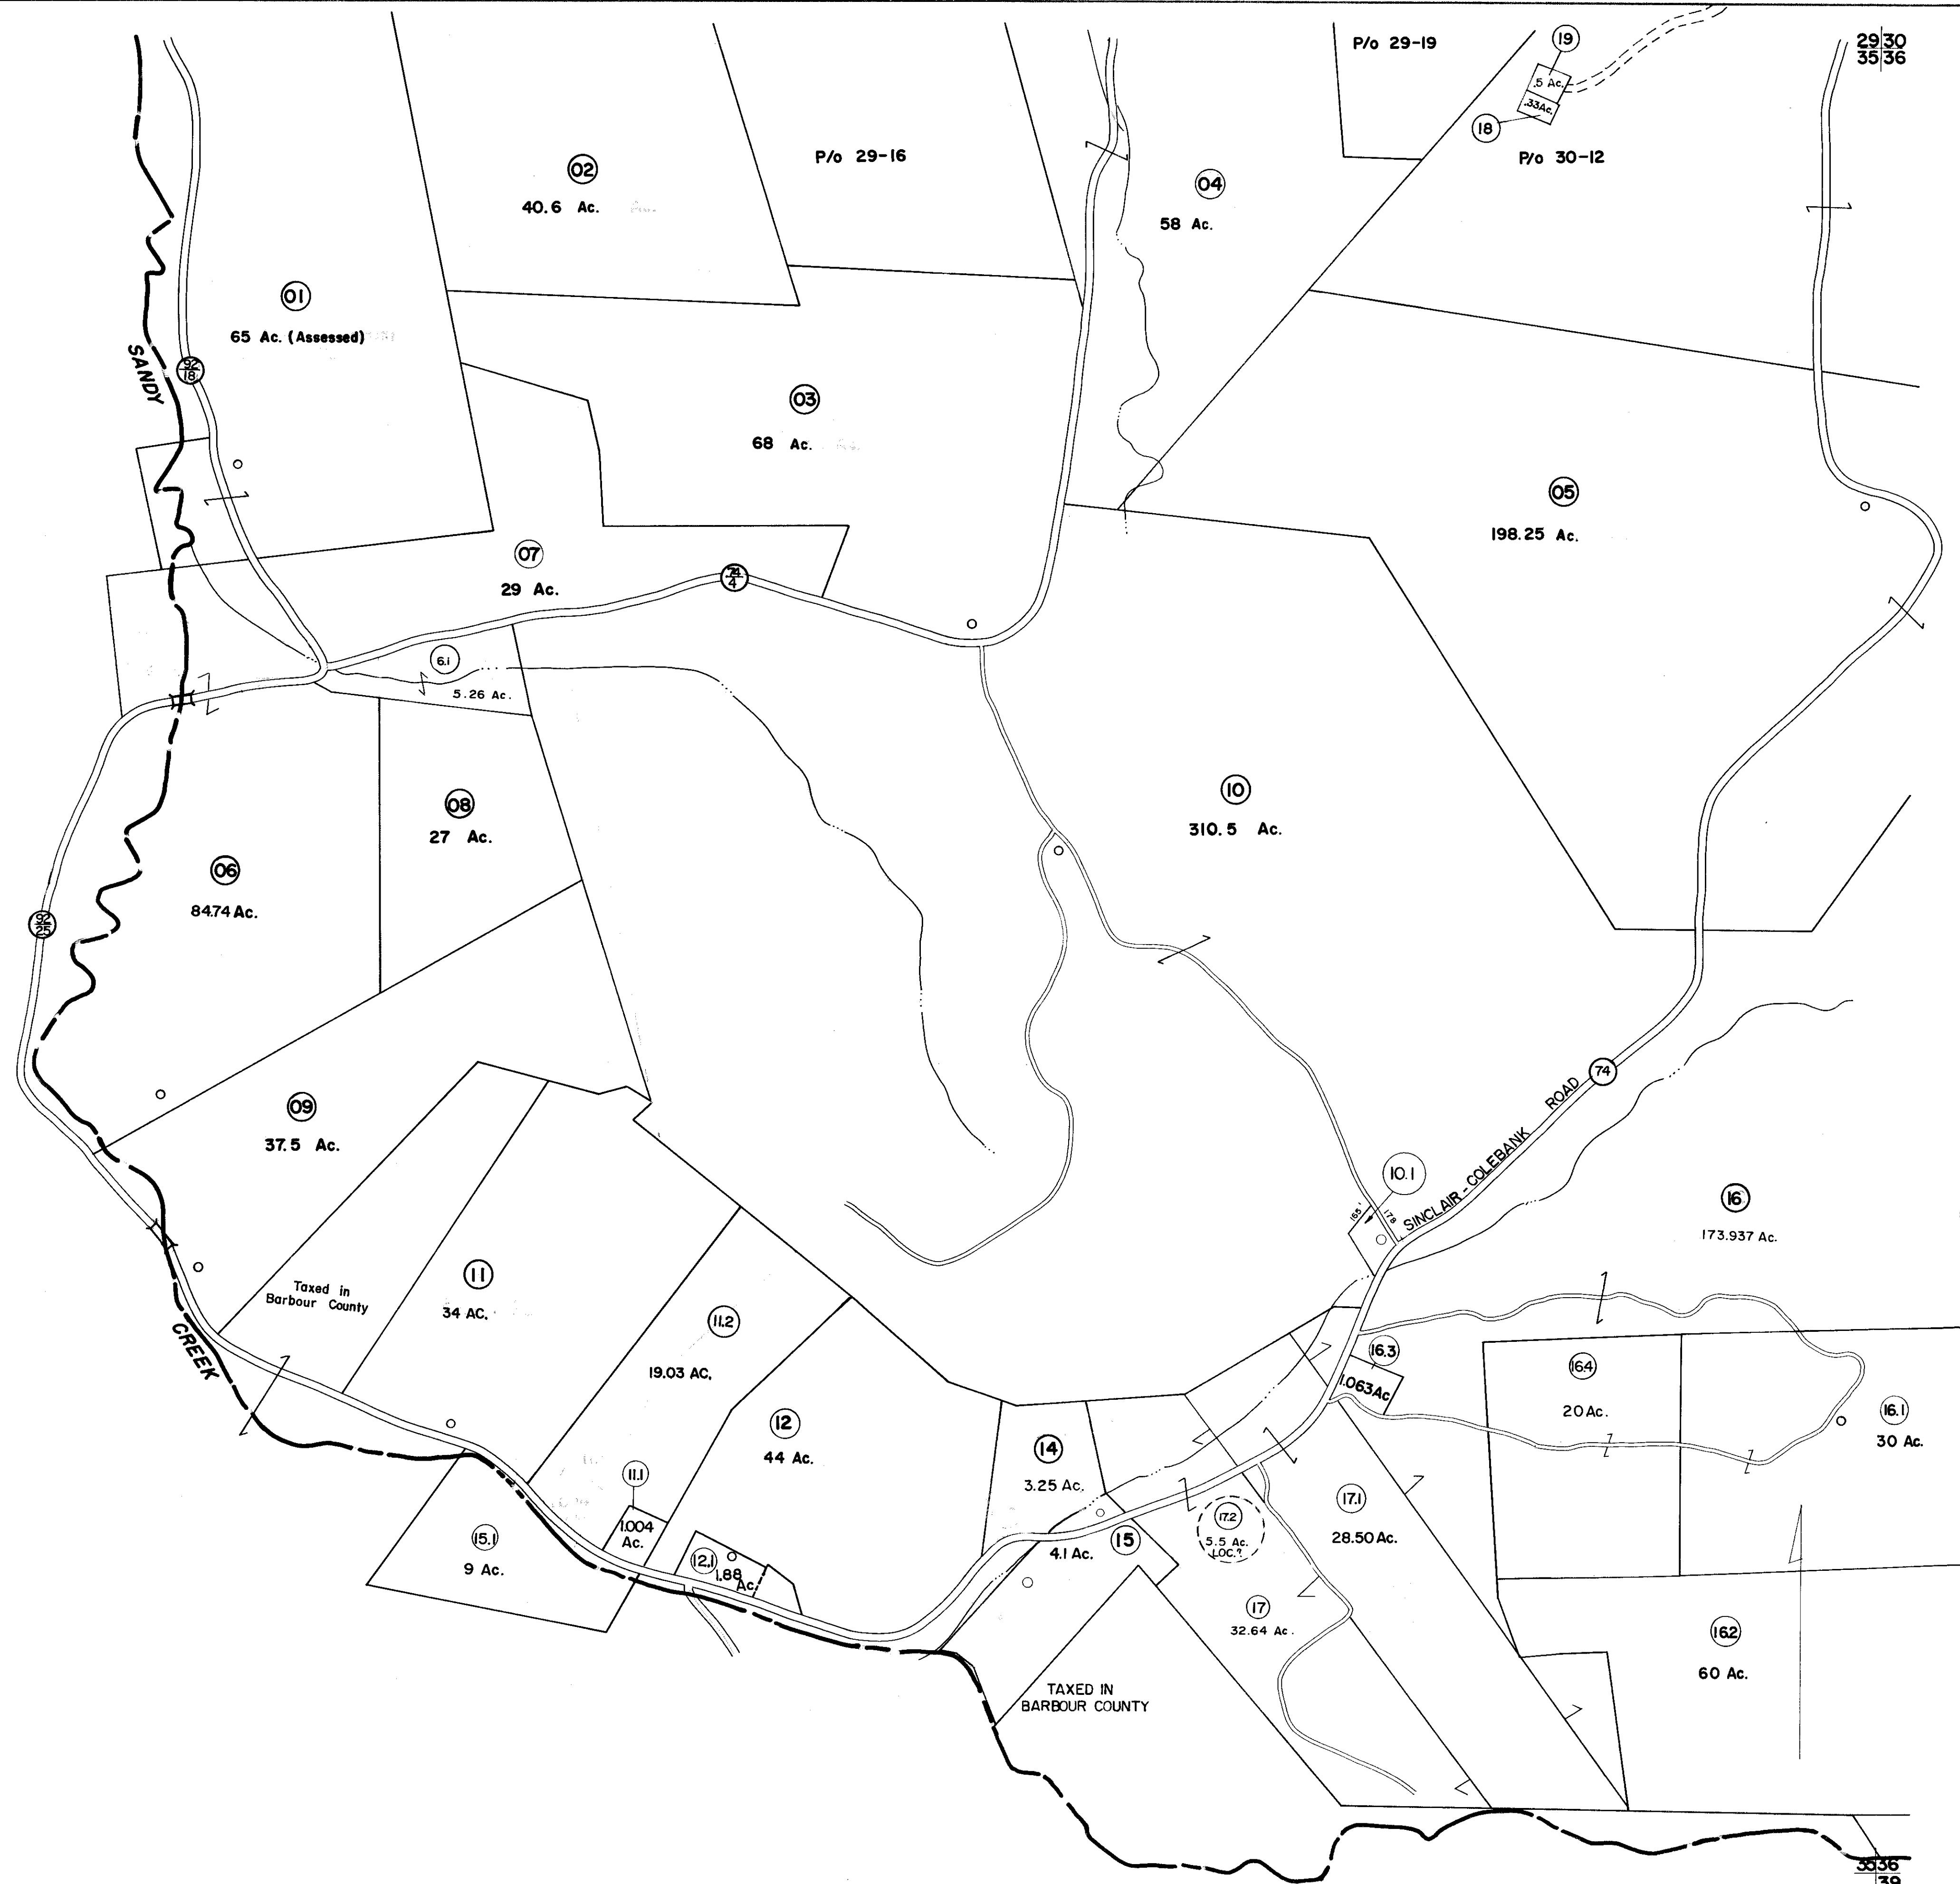 P/o 29-19
19
29 30
35 36
.5 Ac.
.33Ac.
18
P/o 30-12
02
40.6 Ac.
P/o 29-16
04
58 Ac.
01
65 Ac. (Assessed)
SANDY
92
18
03
68 Ac.
05
198.25 Ac.
07
29 Ac.
74
4
6.1
5.26 Ac.
08
27 Ac.
10
310.5 Ac.
06
84.74 Ac.
92
25
09
37.5 Ac.
74
SINCLAIR - COLEBANK ROAD
10.1
165'
178
16
173.937 Ac.
Taxed in
Barbour County
11
34 AC.
11.2
19.03 AC.
CREEK
16.3
1.063Ac
16.4
20 Ac.
16.1
30 Ac.
12
44 Ac.
14
3.25 Ac.
11.1
1.004
Ac.
15.1
9 Ac.
12.1
1.88
Ac.
4.1 Ac.
15
17.2
5.5 Ac.
LOC.?
17.1
28.50 Ac.
17
32.64 Ac.
16.2
60 Ac.
TAXED IN
BARBOUR COUNTY
35 36
39